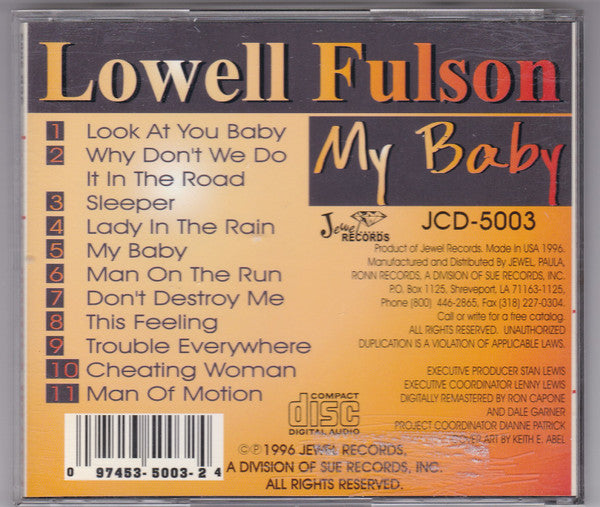 Lowell Fulson
My Baby
1 Look At You Baby
2 Why Don't We Do
It In The Road
3 Sleeper
4 Lady In The Rain
5 My Baby
6 Man On The Run
7 Don't Destroy Me
8 This Feeling
9 Trouble Everywhere
10 Cheating Woman
11 Man Of Motion
Jewel
RECORDS
JCD-5003
Product of Jewel Records. Made In USA 1996.
Manufactured and Distributed By JEWEL, PAULA,
RONN RECORDS, A DIVISION OF SUE RECORDS, INC.
P.O. Box 1125, Shreveport, LA 71163-1125,
Phone (800) 446-2865, Fax (318) 227-0304.
Call or write for a free catalog.
ALL RIGHTS RESERVED. UNAUTHORIZED
DUPLICATION IS A VIOLATION OF APPLICABLE LAWS.
EXECUTIVE PRODUCER STAN LEWIS
EXECUTIVE COORDINATOR LENNY LEWIS
DIGITALLY REMASTERED BY RON CAPONE
AND DALE GARNER
PROJECT COORDINATOR DIANNE PATRICK
COVER ART BY KEITH E. ABEL
COMPACT
disc
DIGITAL AUDIO
0 97453-5003-2 4
©℗1996 JEWEL RECORDS,
A DIVISION OF SUE RECORDS, INC.
ALL RIGHTS RESERVED.